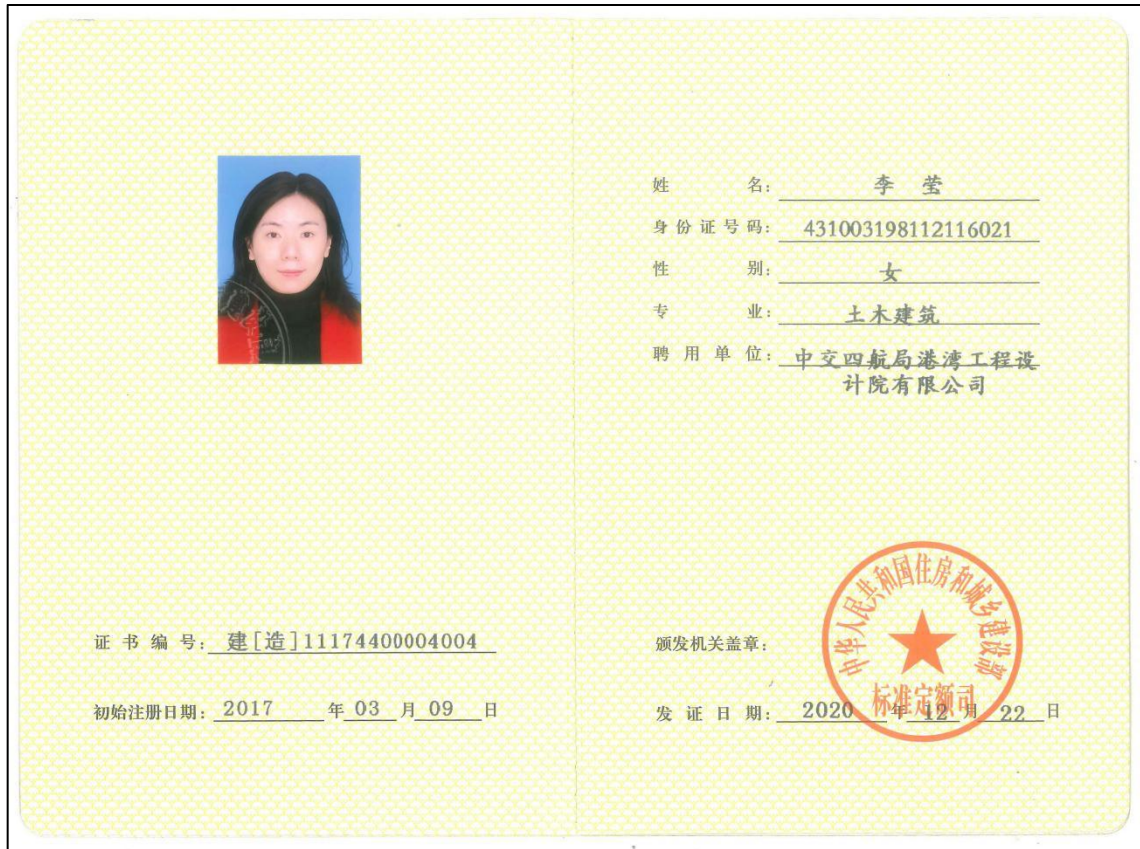 证书编号：建[造]11174400004004
初始注册日期：2017年03月09日
姓名：李莹
身份证号码：431003198112116021
性别：女
专业：土木建筑
聘用单位：中交四航局港湾工程设
计院有限公司
颁发机关盖章：
中华人民共和国住房和城乡建设部
标准定额司
发证日期：2020年12月22日